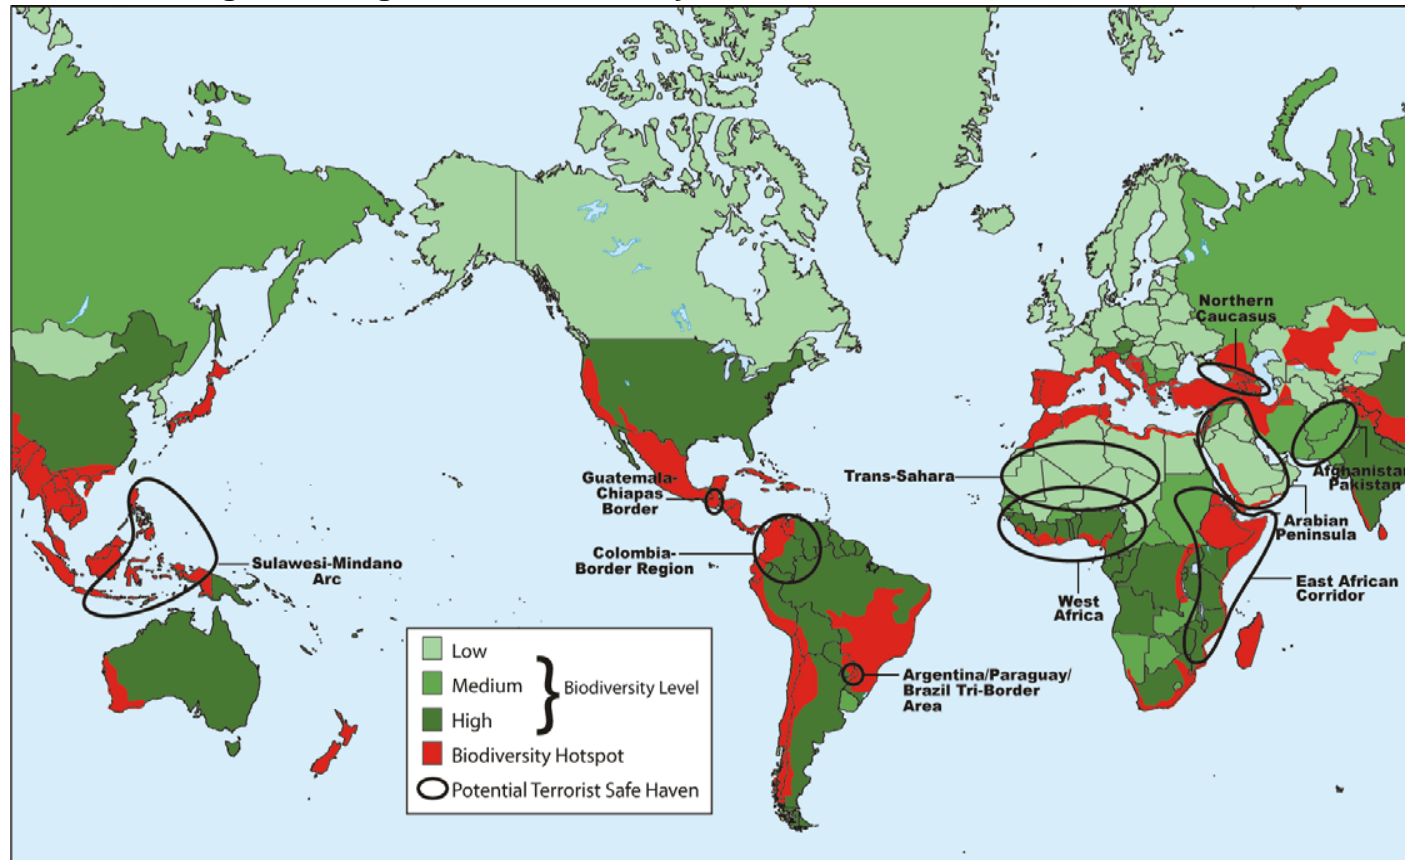 Northern
Caucasus
Guatemala-
Chiapas
Border
Trans-Sahara
Afghanistan
Pakistan
Arabian
Peninsula
Sulawesi-Mindano
Arc
Colombia-
Border Region
East African
Corridor
West
Africa
Argentina/Paraguay/
Brazil Tri-Border
Area
Low
Medium
High
Biodiversity Level
Biodiversity Hotspot
Potential Terrorist Safe Haven